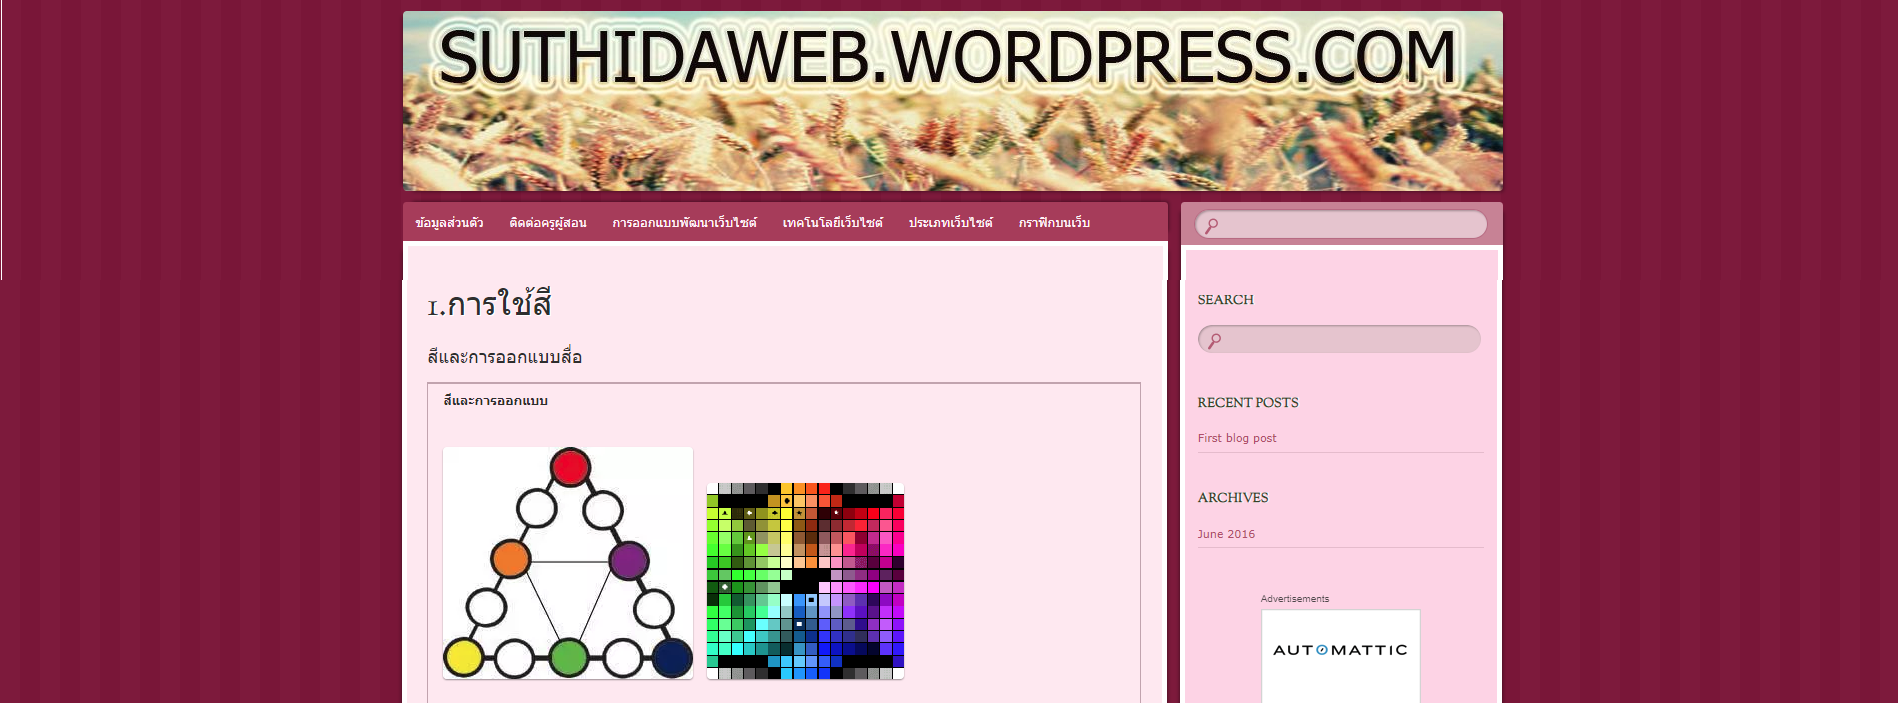 SUTHIDAWEB.WORDPRESS.COM
ข้อมูลส่วนตัว ติดต่อครูผู้สอน การออกแบบพัฒนาเว็บไซต์ เทคโนโลยีเว็บไซต์ ประเภทเว็บไซต์ กราฟิกบนเว็บ
1.การใช้สี
สีและการออกแบบสื่อ
สีและการออกแบบ
SEARCH
RECENT POSTS
First blog post
ARCHIVES
June 2016
Advertisements
AUTOMATTIC